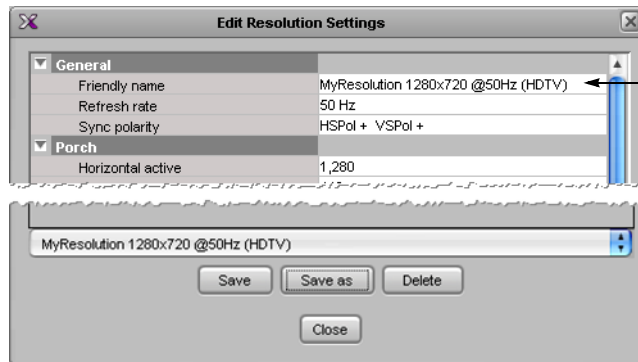 Edit Resolution Settings
General
Friendly name MyResolution 1280x720 @50Hz (HDTV)
Refresh rate 50 Hz
Sync polarity HSPol + VSPol +
Porch
Horizontal active 1,280
MyResolution 1280x720 @50Hz (HDTV)
Save Save as Delete
Close